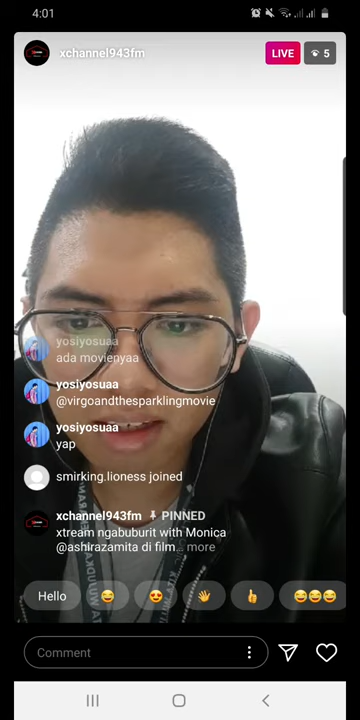 4:01
xchannel943fm
LIVE
5
yosiyosuaa
ada movienyaa
yosiyosuaa
@virgoandthesparklingmovie
yosiyosuaa
yap
smirking.lioness joined
xchannel943fm PINNED
xtream ngabuburit with Monica
@ashirazamita di film... more
Hello
Comment